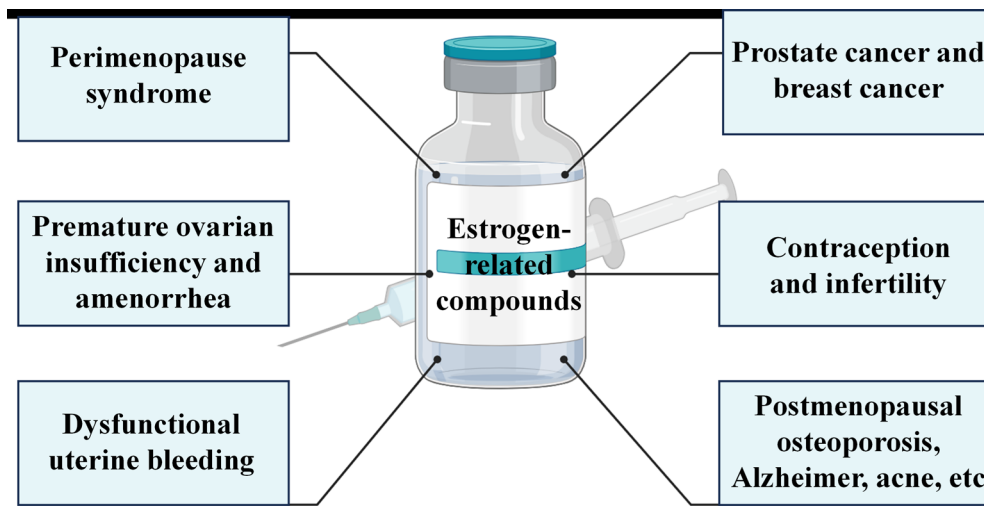 Perimenopause
syndrome
Prostate cancer and
breast cancer
Premature ovarian
insufficiency and
amenorrhea
Estrogen-
related
compounds
Contraception
and infertility
Dysfunctional
uterine bleeding
Postmenopausal
osteoporosis,
Alzheimer, acne, etc